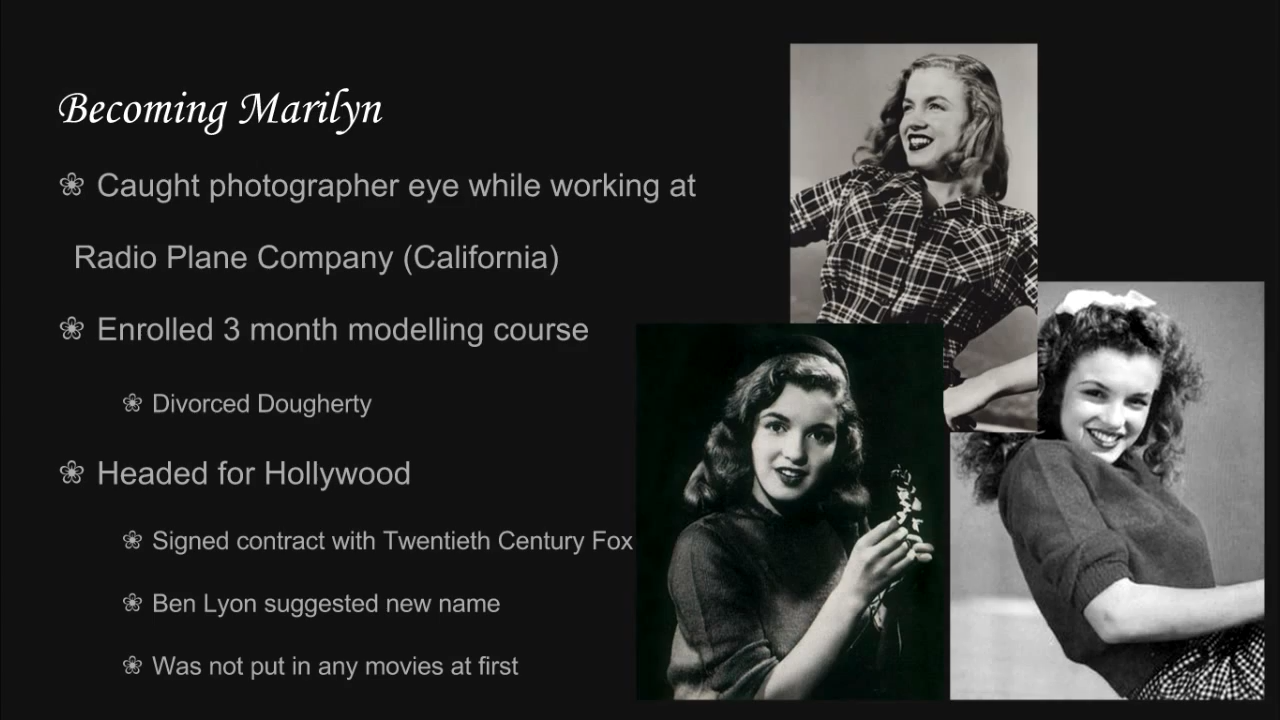 Becoming Marilyn
❀ Caught photographer eye while working at
Radio Plane Company (California)
❀ Enrolled 3 month modelling course
❀ Divorced Dougherty
❀ Headed for Hollywood
❀ Signed contract with Twentieth Century Fox
❀ Ben Lyon suggested new name
❀ Was not put in any movies at first